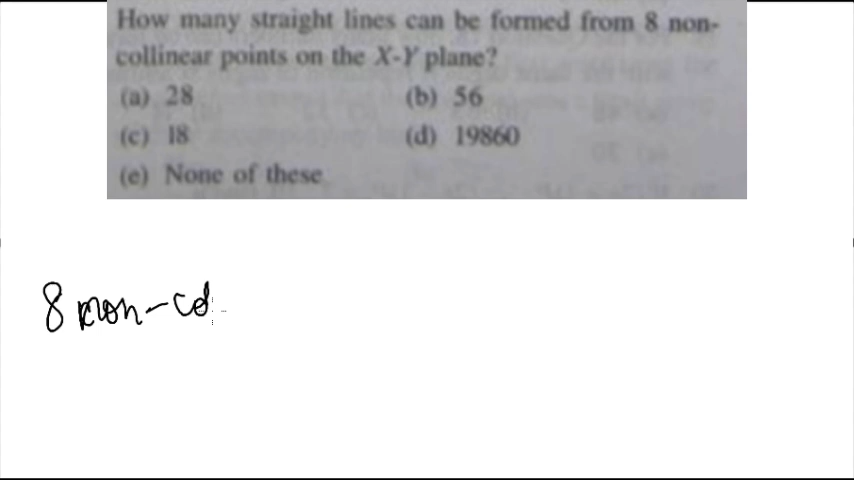 How many straight lines can be formed from 8 non-
collinear points on the X-Y plane?
(a) 28 (b) 56
(c) 18 (d) 19860
(e) None of these
8 non-col